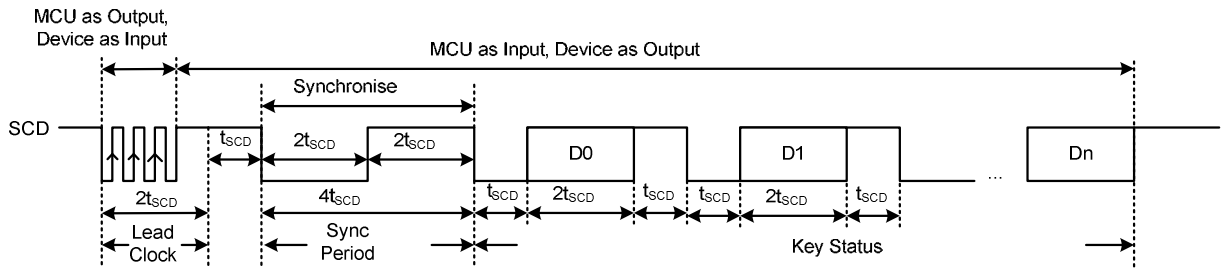 MCU as Output,
Device as Input
MCU as Input, Device as Output
Synchronise
SCD
tSCD
2tSCD
2tSCD
D0
D1
Dn
...
2tSCD
4tSCD
tSCD
2tSCD
tSCD
tSCD
2tSCD
tSCD
Lead
Clock
Sync
Period
Key Status